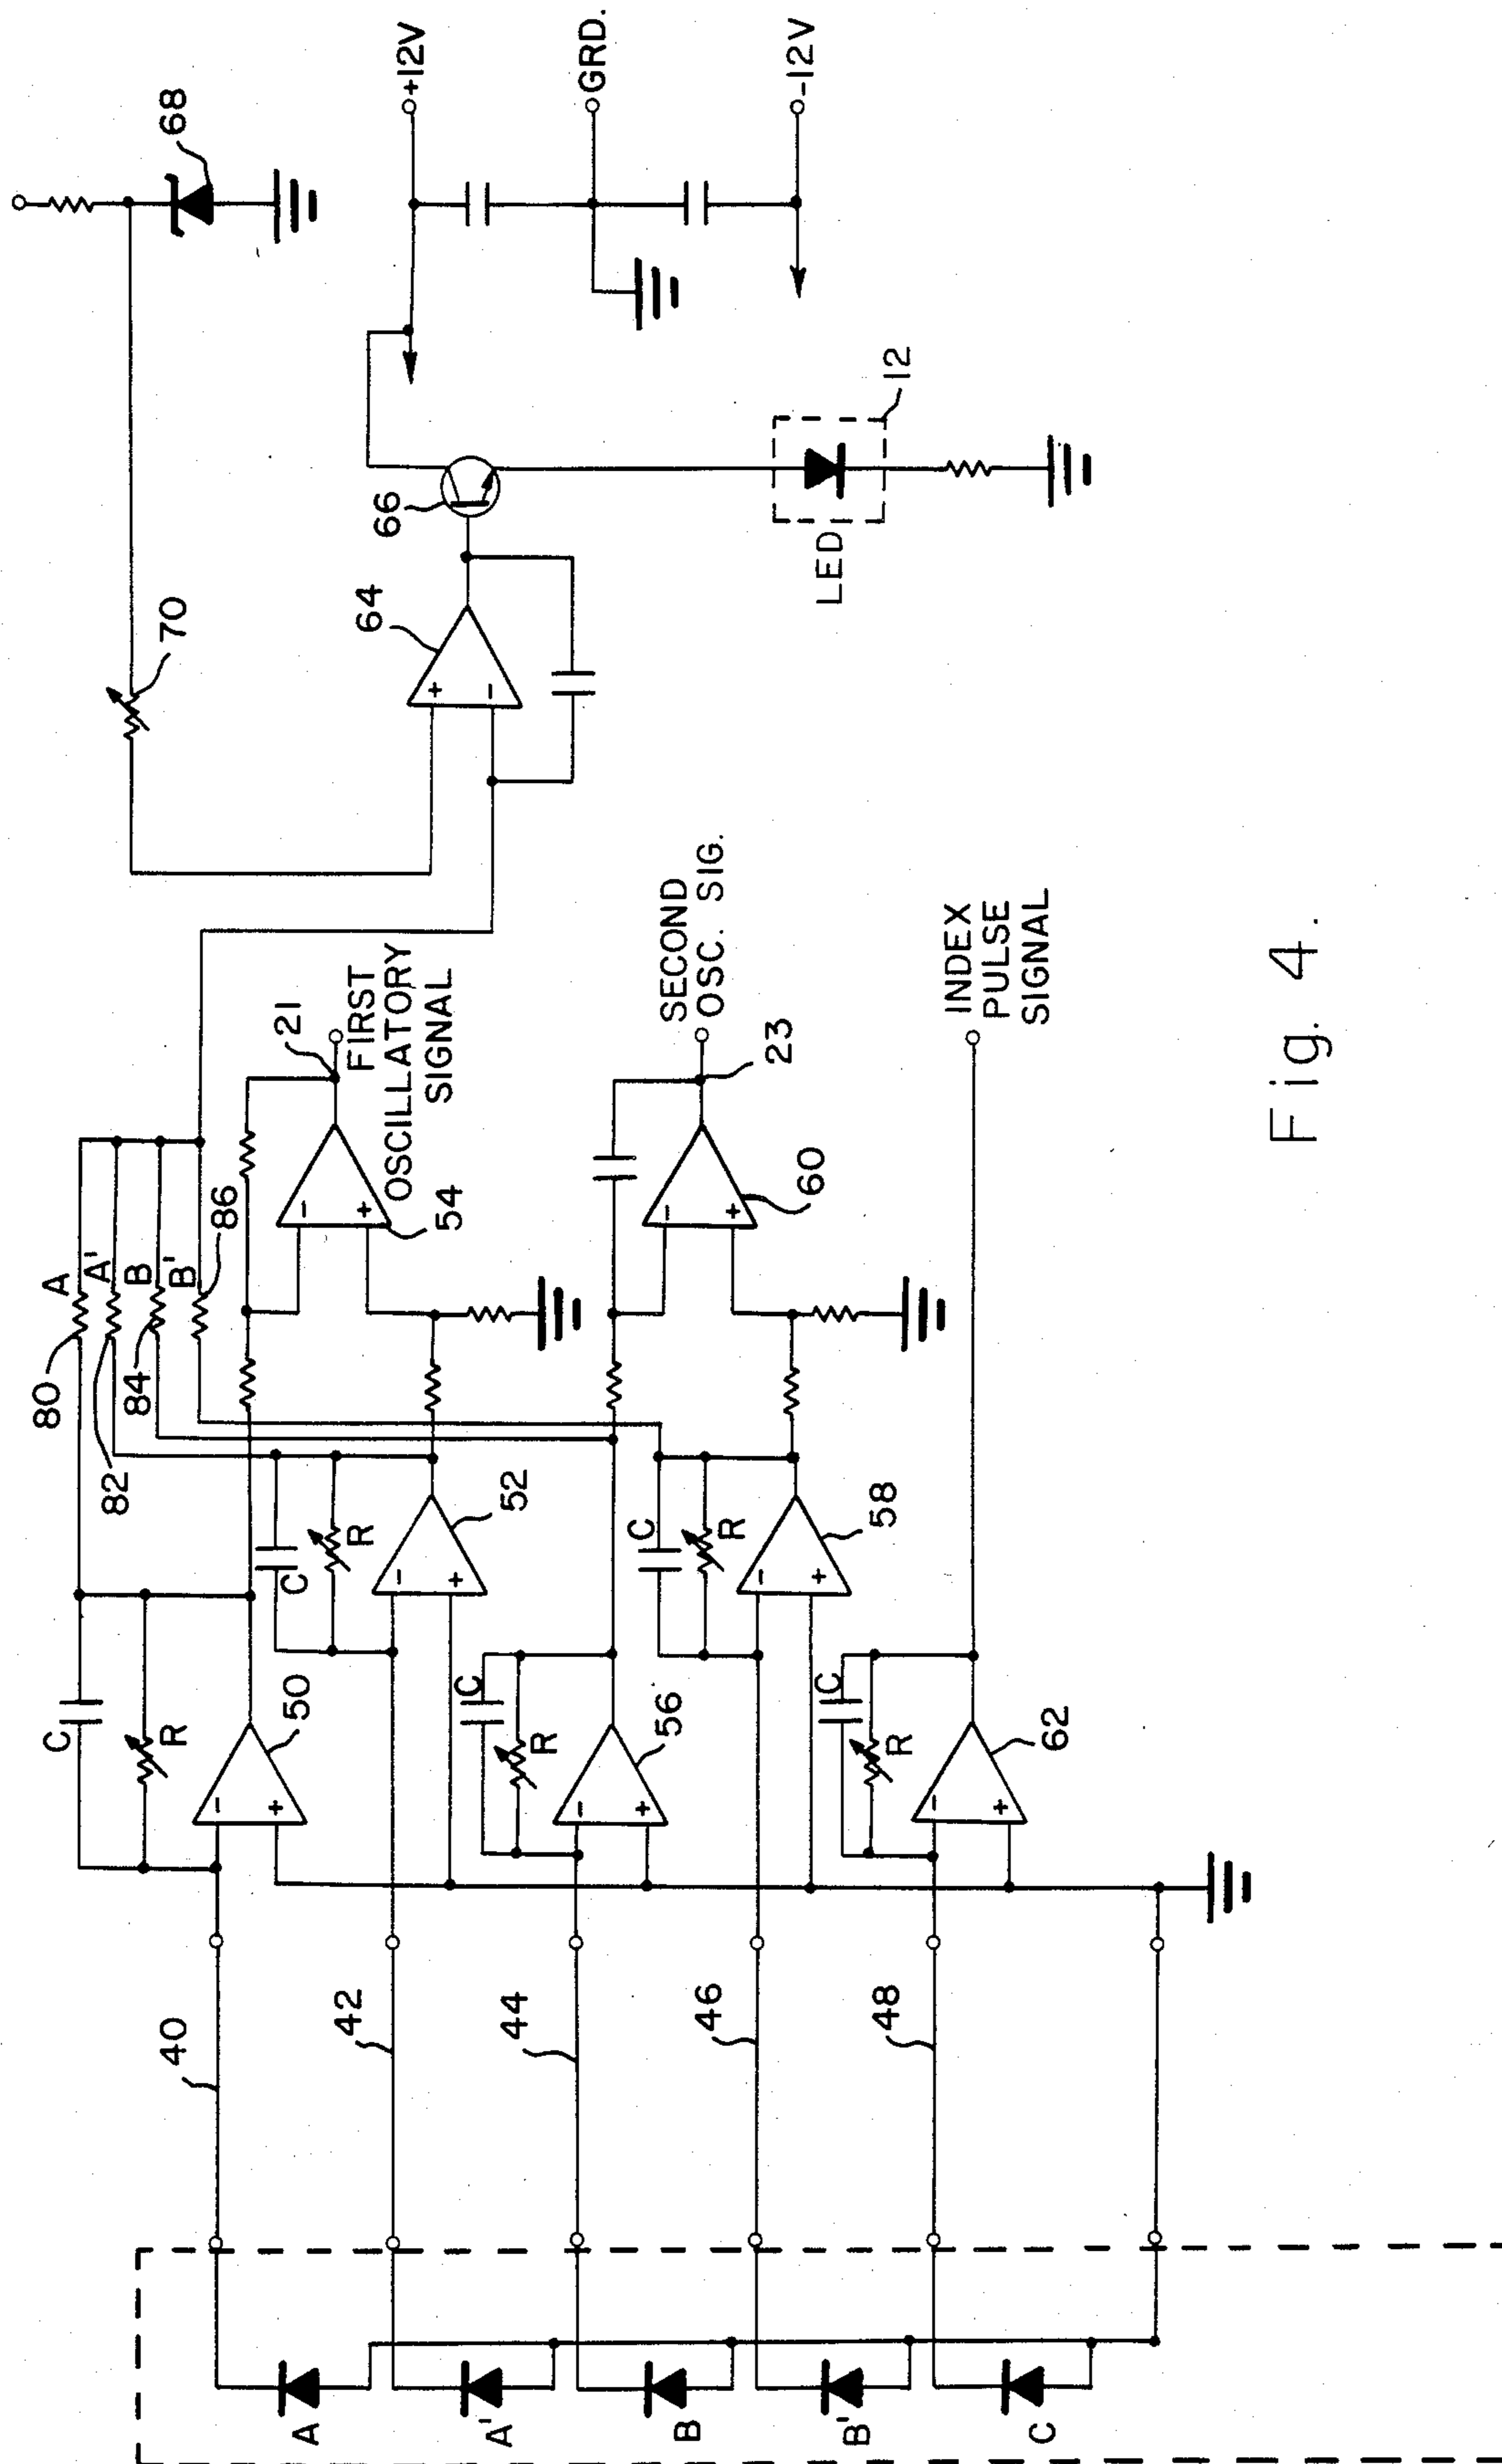 80
A
82
A'
84
B
B'
86
68
70
+12V
GRD.
-12V
64
66
12
LED
21
FIRST
OSCILLATORY
SIGNAL
54
SECOND
OSC. SIG.
23
60
INDEX
PULSE
SIGNAL
C
R
50
-
+
C
R
52
-
+
C
R
56
-
+
C
R
58
-
+
C
R
62
-
+
-
+
-
+
+
-
40
42
44
46
48
A
A'
B
B'
C
Fig. 4.